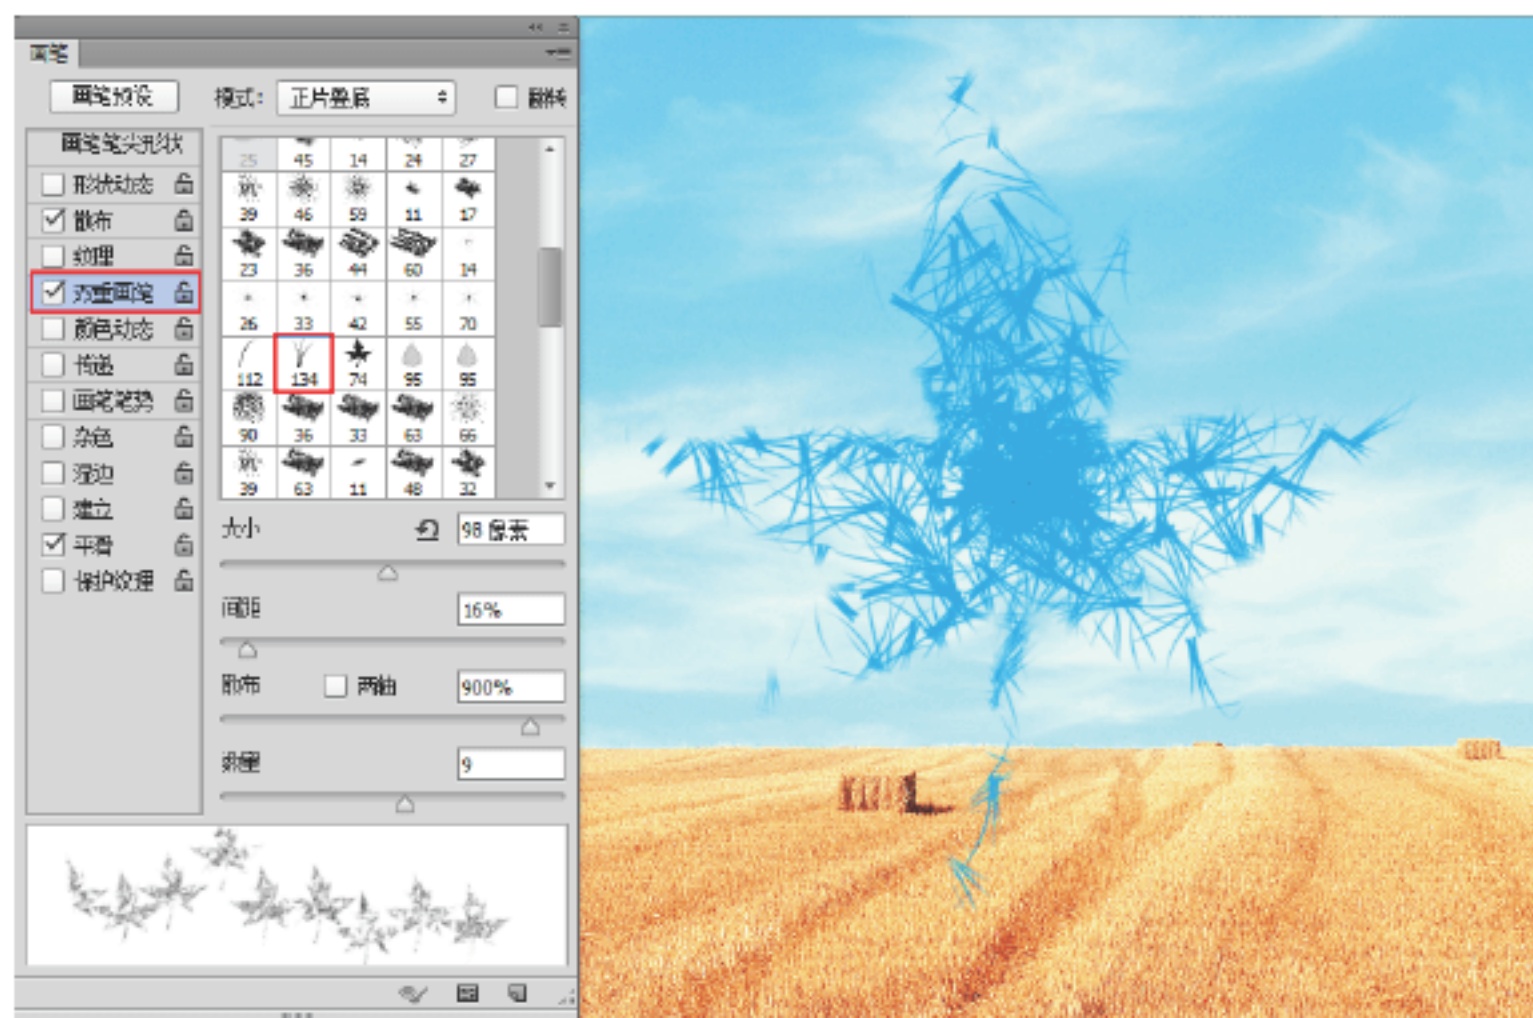 画笔
画笔预设
模式: 正片叠底 翻转
画笔笔尖形状
形状动态
散布
纹理
双重画笔
颜色动态
传递
画笔笔势
杂色
湿边
建立
平滑
保护纹理
25 45 14 24 27
39 46 59 11 17
23 36 44 60 14
26 33 42 55 70
112 134 74 95 95
90 36 33 63 66
39 63 11 48 32
大小 98 像素
间距 16%
散布 两轴 900%
数量 9